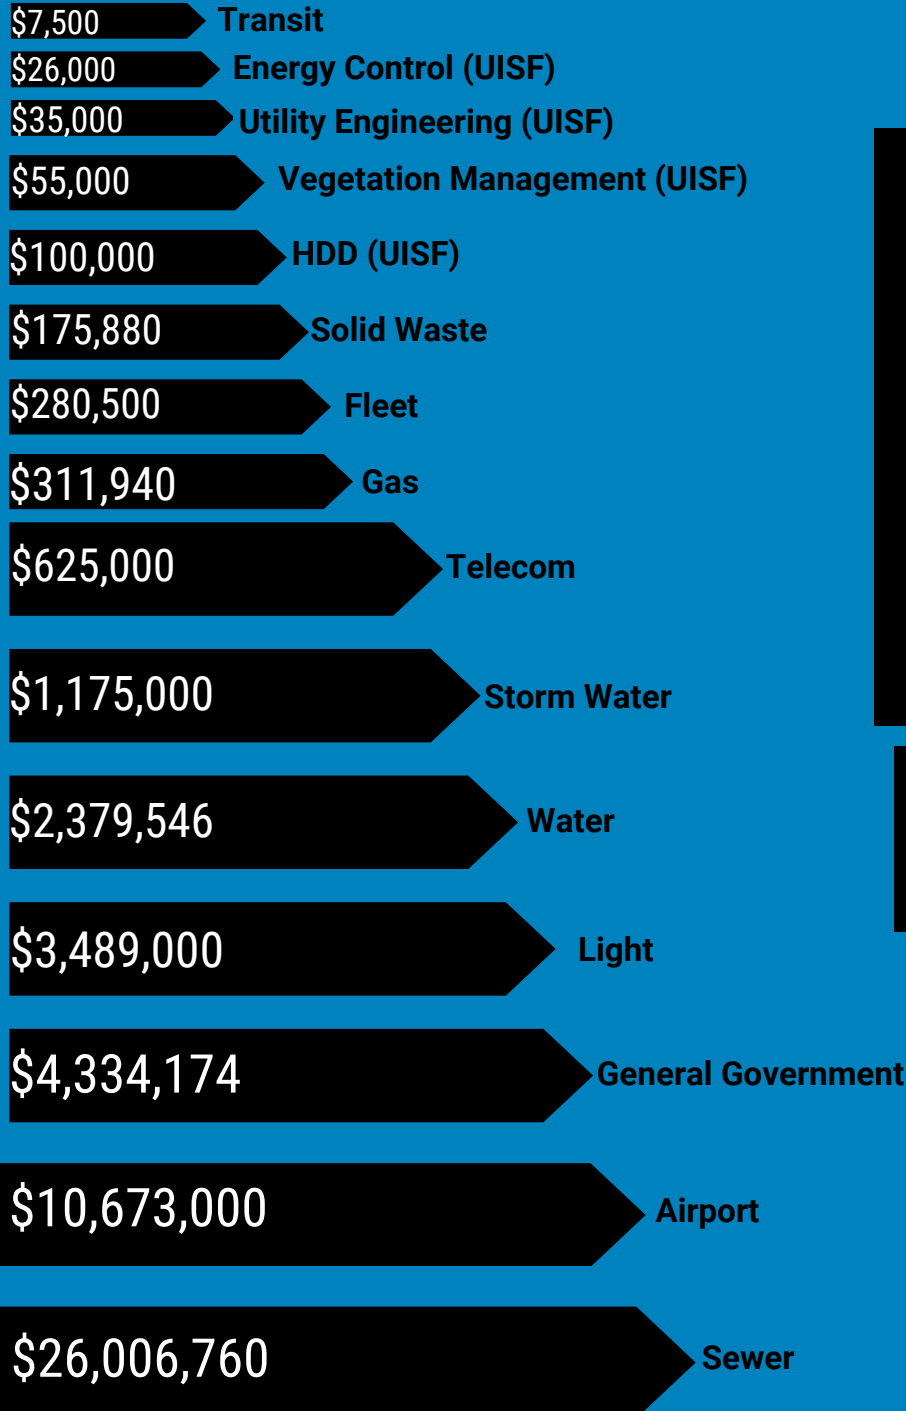 $7,500 Transit
$26,000 Energy Control (UISF)
$35,000 Utility Engineering (UISF)
$55,000 Vegetation Management (UISF)
$100,000 HDD (UISF)
$175,880 Solid Waste
$280,500 Fleet
$311,940 Gas
$625,000 Telecom
$1,175,000 Storm Water
$2,379,546 Water
$3,489,000 Light
$4,334,174 General Government
$10,673,000 Airport
$26,006,760 Sewer